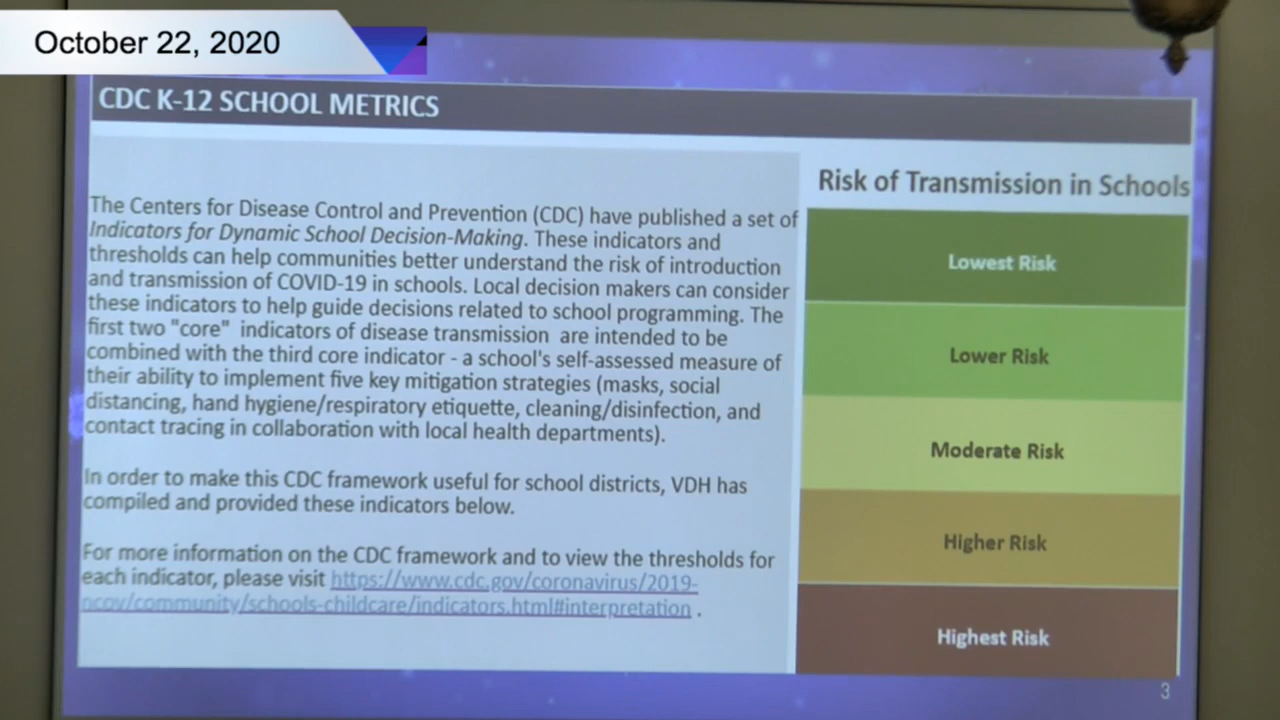 October 22, 2020
CDC K-12 SCHOOL METRICS
The Centers for Disease Control and Prevention (CDC) have published a set of
Indicators for Dynamic School Decision-Making. These indicators and
thresholds can help communities better understand the risk of introduction
and transmission of COVID-19 in schools. Local decision makers can consider
these indicators to help guide decisions related to school programming. The
first two "core" indicators of disease transmission are intended to be
combined with the third core indicator - a school's self-assessed measure of
their ability to implement five key mitigation strategies (masks, social
distancing, hand hygiene/respiratory etiquette, cleaning/disinfection, and
contact tracing in collaboration with local health departments).
In order to make this CDC framework useful for school districts, VDH has
compiled and provided these indicators below.
For more information on the CDC framework and to view the thresholds for
each indicator, please visit https://www.cdc.gov/coronavirus/2019-
ncov/community/schools-childcare/indicators.html#interpretation .
Risk of Transmission in Schools
Lowest Risk
Lower Risk
Moderate Risk
Higher Risk
Highest Risk
3